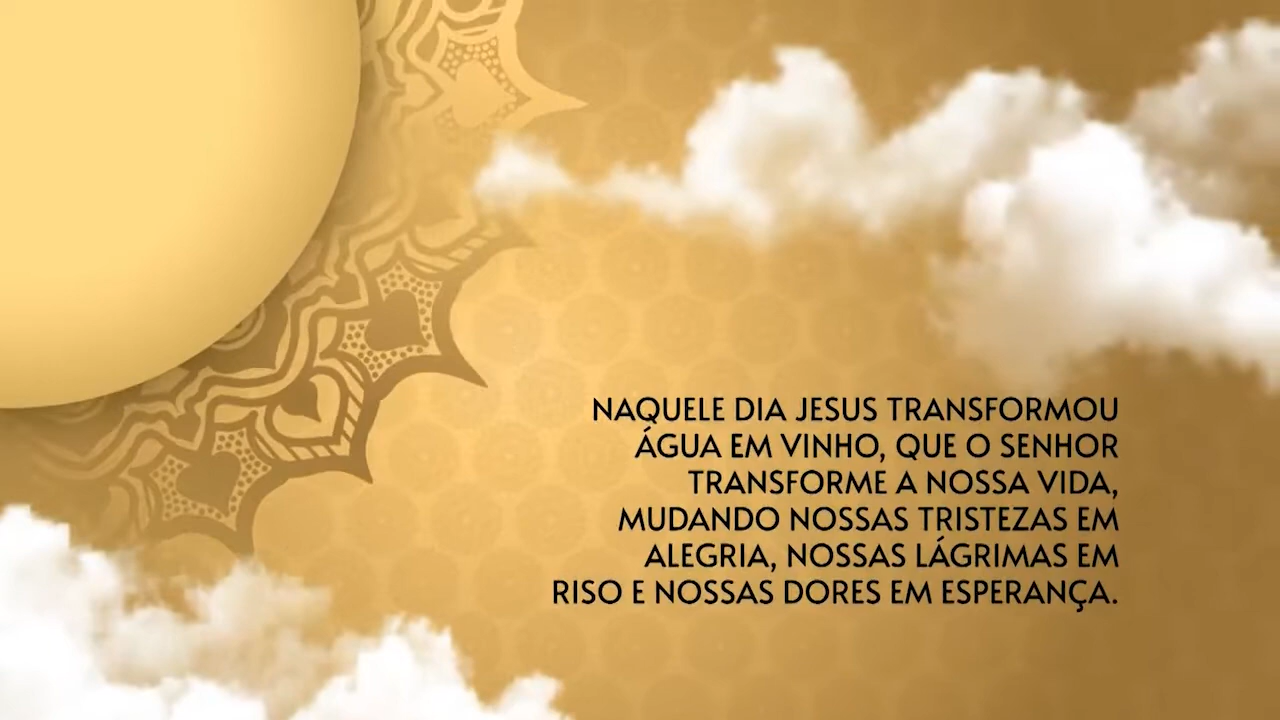 NAQUELE DIA JESUS TRANSFORMOU
ÁGUA EM VINHO, QUE O SENHOR
TRANSFORME A NOSSA VIDA,
MUDANDO NOSSAS TRISTEZAS EM
ALEGRIA, NOSSAS LÁGRIMAS EM
RISO E NOSSAS DORES EM ESPERANÇA.